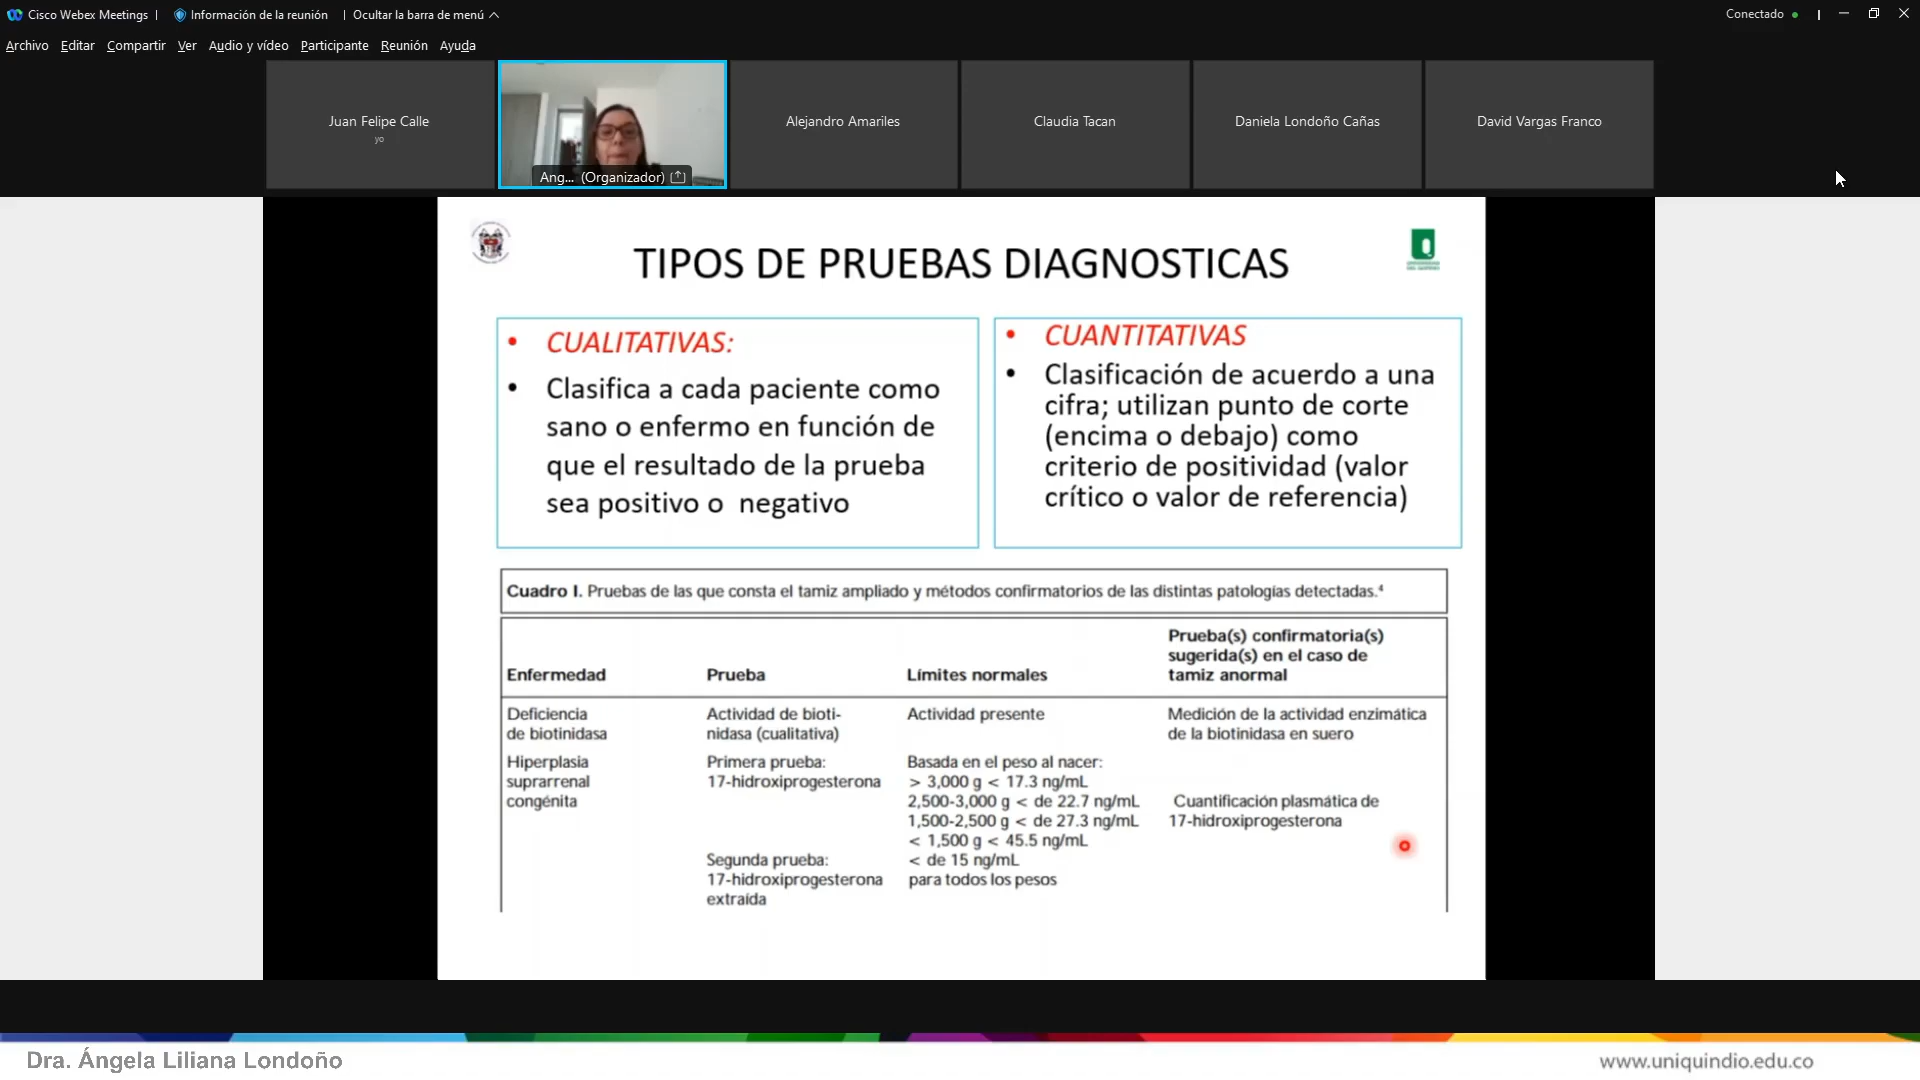 Cisco Webex Meetings | Información de la reunión | Ocultar la barra de menú
Conectado
Archivo Editar Compartir Ver Audio y vídeo Participante Reunión Ayuda
Juan Felipe Calle
yo
Ang... (Organizador)
Alejandro Amariles
Claudia Tacan
Daniela Londoño Cañas
David Vargas Franco
TIPOS DE PRUEBAS DIAGNOSTICAS
• CUALITATIVAS:
• Clasifica a cada paciente como
sano o enfermo en función de
que el resultado de la prueba
sea positivo o negativo
• CUANTITATIVAS
• Clasificación de acuerdo a una
cifra; utilizan punto de corte
(encima o debajo) como
criterio de positividad (valor
crítico o valor de referencia)
Cuadro I. Pruebas de las que consta el tamiz ampliado y métodos confirmatorios de las distintas patologías detectadas.⁴
Enfermedad
Prueba
Límites normales
Prueba(s) confirmatoria(s)
sugerida(s) en el caso de
tamiz anormal
Deficiencia
de biotinidasa
Actividad de bioti-
nidasa (cualitativa)
Actividad presente
Medición de la actividad enzimática
de la biotinidasa en suero
Hiperplasia
suprarrenal
congénita
Primera prueba:
17-hidroxiprogesterona
Basada en el peso al nacer:
> 3,000 g < 17.3 ng/mL
2,500-3,000 g < de 22.7 ng/mL
1,500-2,500 g < de 27.3 ng/mL
< 1,500 g < 45.5 ng/mL
Cuantificación plasmática de
17-hidroxiprogesterona
Segunda prueba:
17-hidroxiprogesterona
extraída
< de 15 ng/mL
para todos los pesos
Dra. Ángela Liliana Londoño
www.uniquindio.edu.co